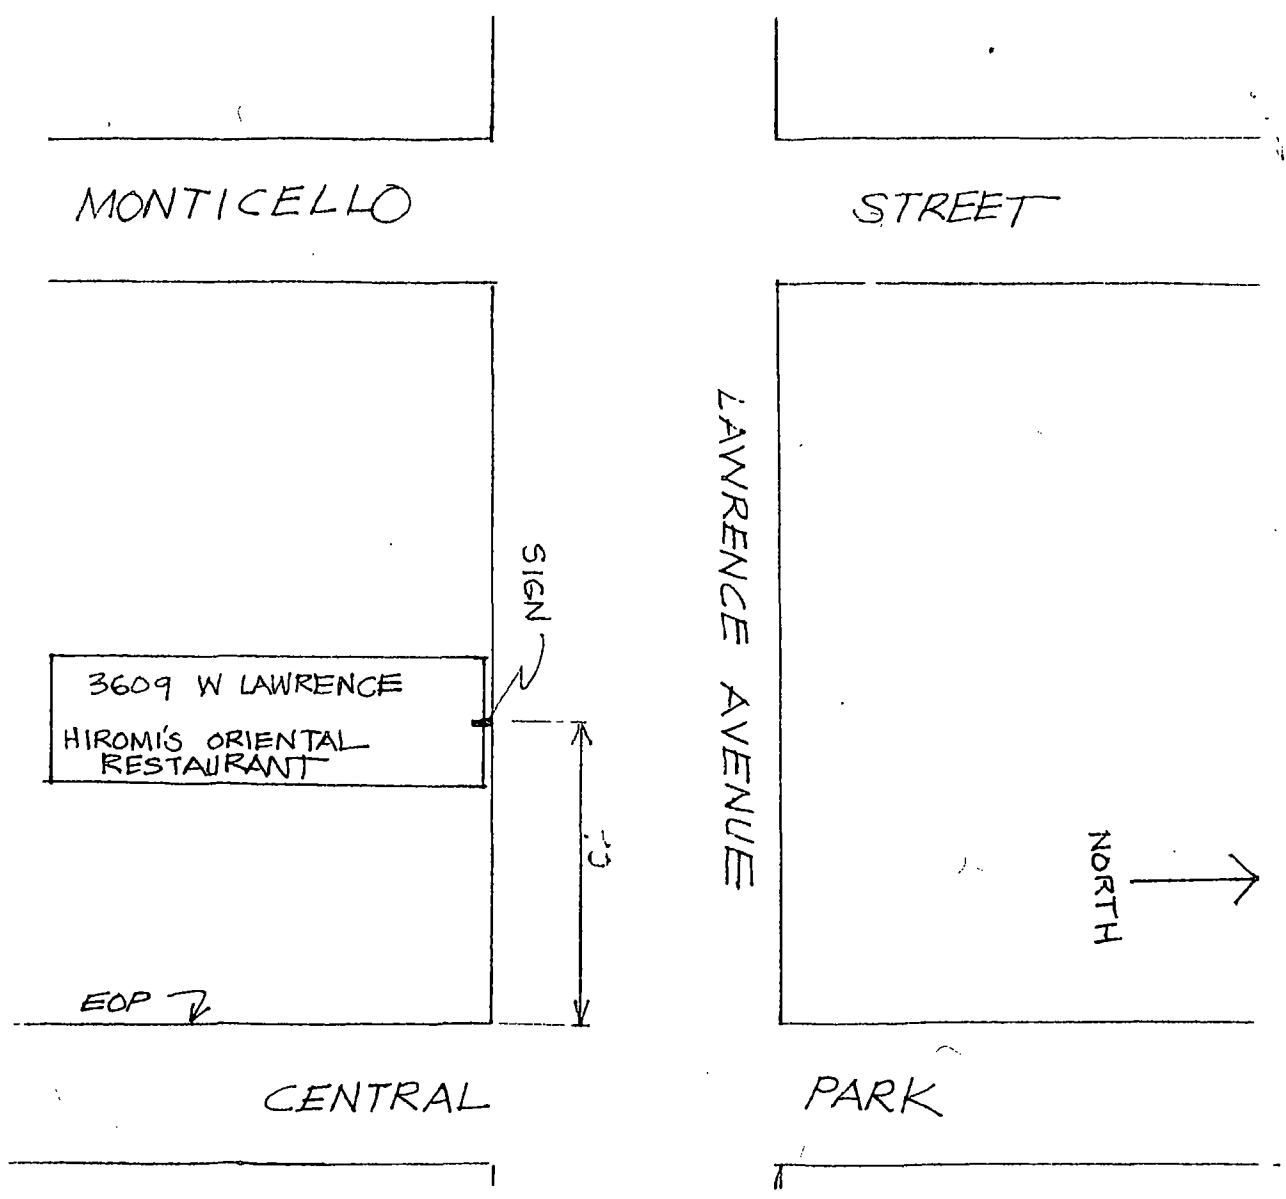 MONTICELLO STREET
LAWRENCE AVENUE
SIGN
3609 W LAWRENCE
HIROMI'S ORIENTAL
RESTAURANT
NORTH
EOP
CENTRAL PARK